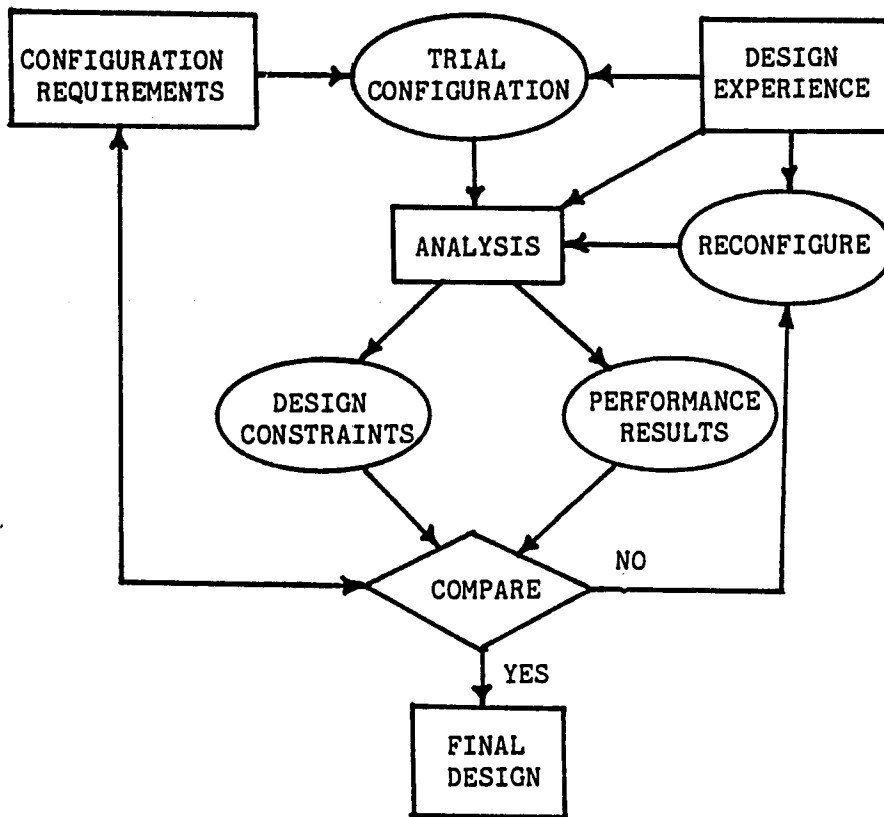 CONFIGURATION
REQUIREMENTS
TRIAL
CONFIGURATION
DESIGN
EXPERIENCE
ANALYSIS
RECONFIGURE
DESIGN
CONSTRAINTS
PERFORMANCE
RESULTS
COMPARE
NO
YES
FINAL
DESIGN